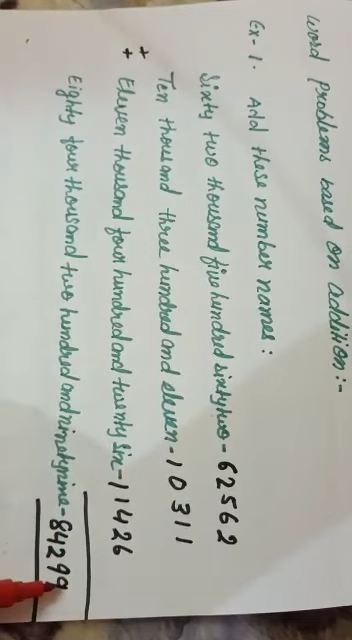 Word Problems based on addition:-
Ex-1. Add these number names:
Sixty two thousand five hundred sixty two - 62562
+ Ten thousand three hundred and eleven - 10311
+ Eleven thousand four hundred and twenty six - 11426
Eighty four thousand two hundred and ninety nine - 84299